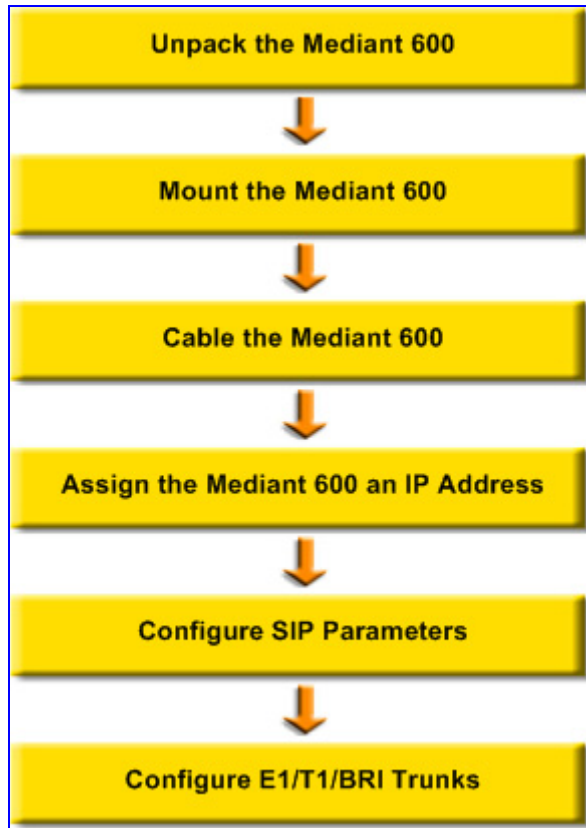 Unpack the Mediant 600
Mount the Mediant 600
Cable the Mediant 600
Assign the Mediant 600 an IP Address
Configure SIP Parameters
Configure E1/T1/BRI Trunks